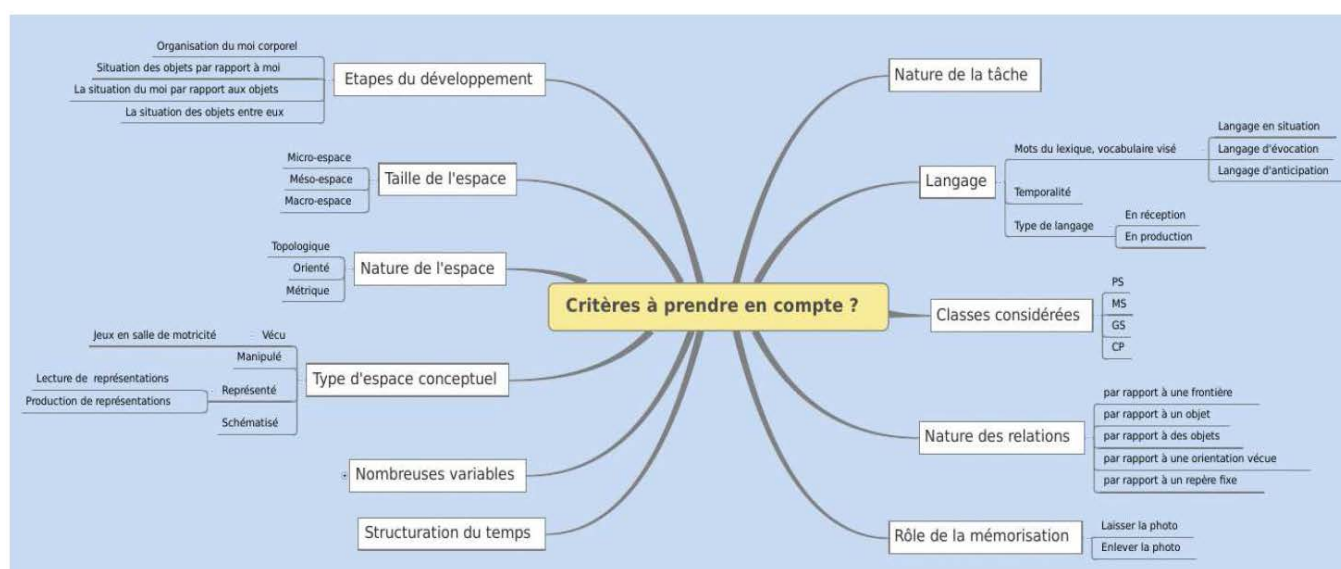 Critères à prendre en compte ?
Etapes du développement
Organisation du moi corporel
Situation des objets par rapport à moi
La situation du moi par rapport aux objets
La situation des objets entre eux
Taille de l'espace
Micro-espace
Méso-espace
Macro-espace
Nature de l'espace
Topologique
Orienté
Métrique
Type d'espace conceptuel
Vécu
Jeux en salle de motricité
Manipulé
Représenté
Lecture de représentations
Production de représentations
Schématisé
Nombreuses variables
Structuration du temps
Nature de la tâche
Langage
Mots du lexique, vocabulaire visé
Langage en situation
Langage d'évocation
Langage d'anticipation
Temporalité
Type de langage
En réception
En production
Classes considérées
PS
MS
GS
CP
Nature des relations
par rapport à une frontière
par rapport à un objet
par rapport à des objets
par rapport à une orientation vécue
par rapport à un repère fixe
Rôle de la mémorisation
Laisser la photo
Enlever la photo